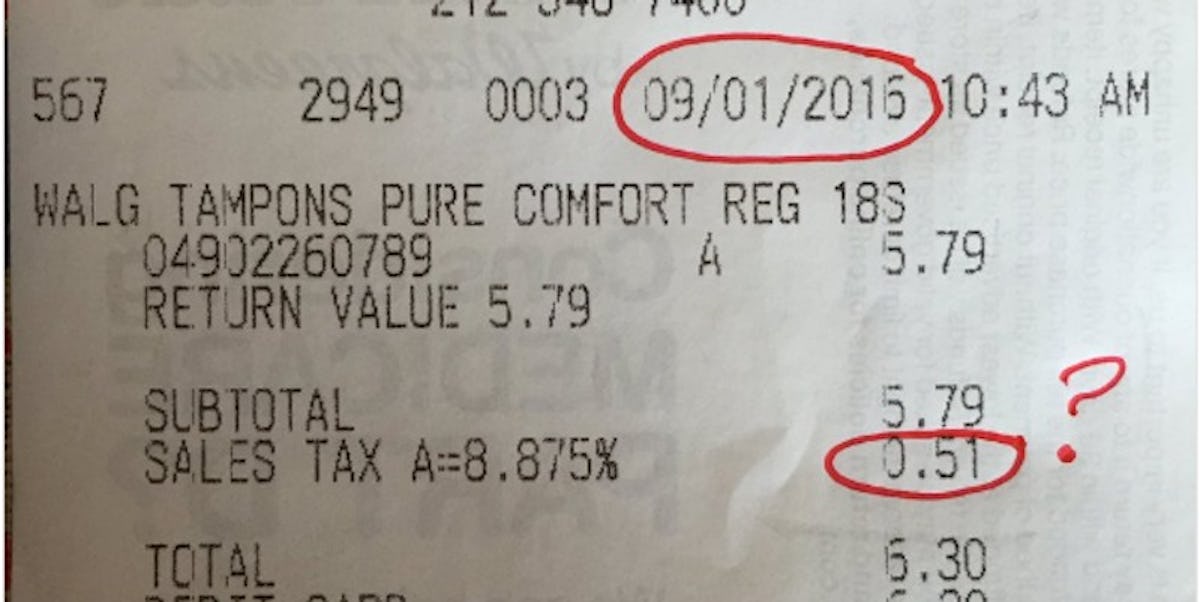 567 2949 0003 09/01/2016 10:43 AM
WALG TAMPONS PURE COMFORT REG 18S
04902260789 A 5.79
RETURN VALUE 5.79
SUBTOTAL 5.79 ?
SALES TAX A=8.875% 0.51
TOTAL 6.30